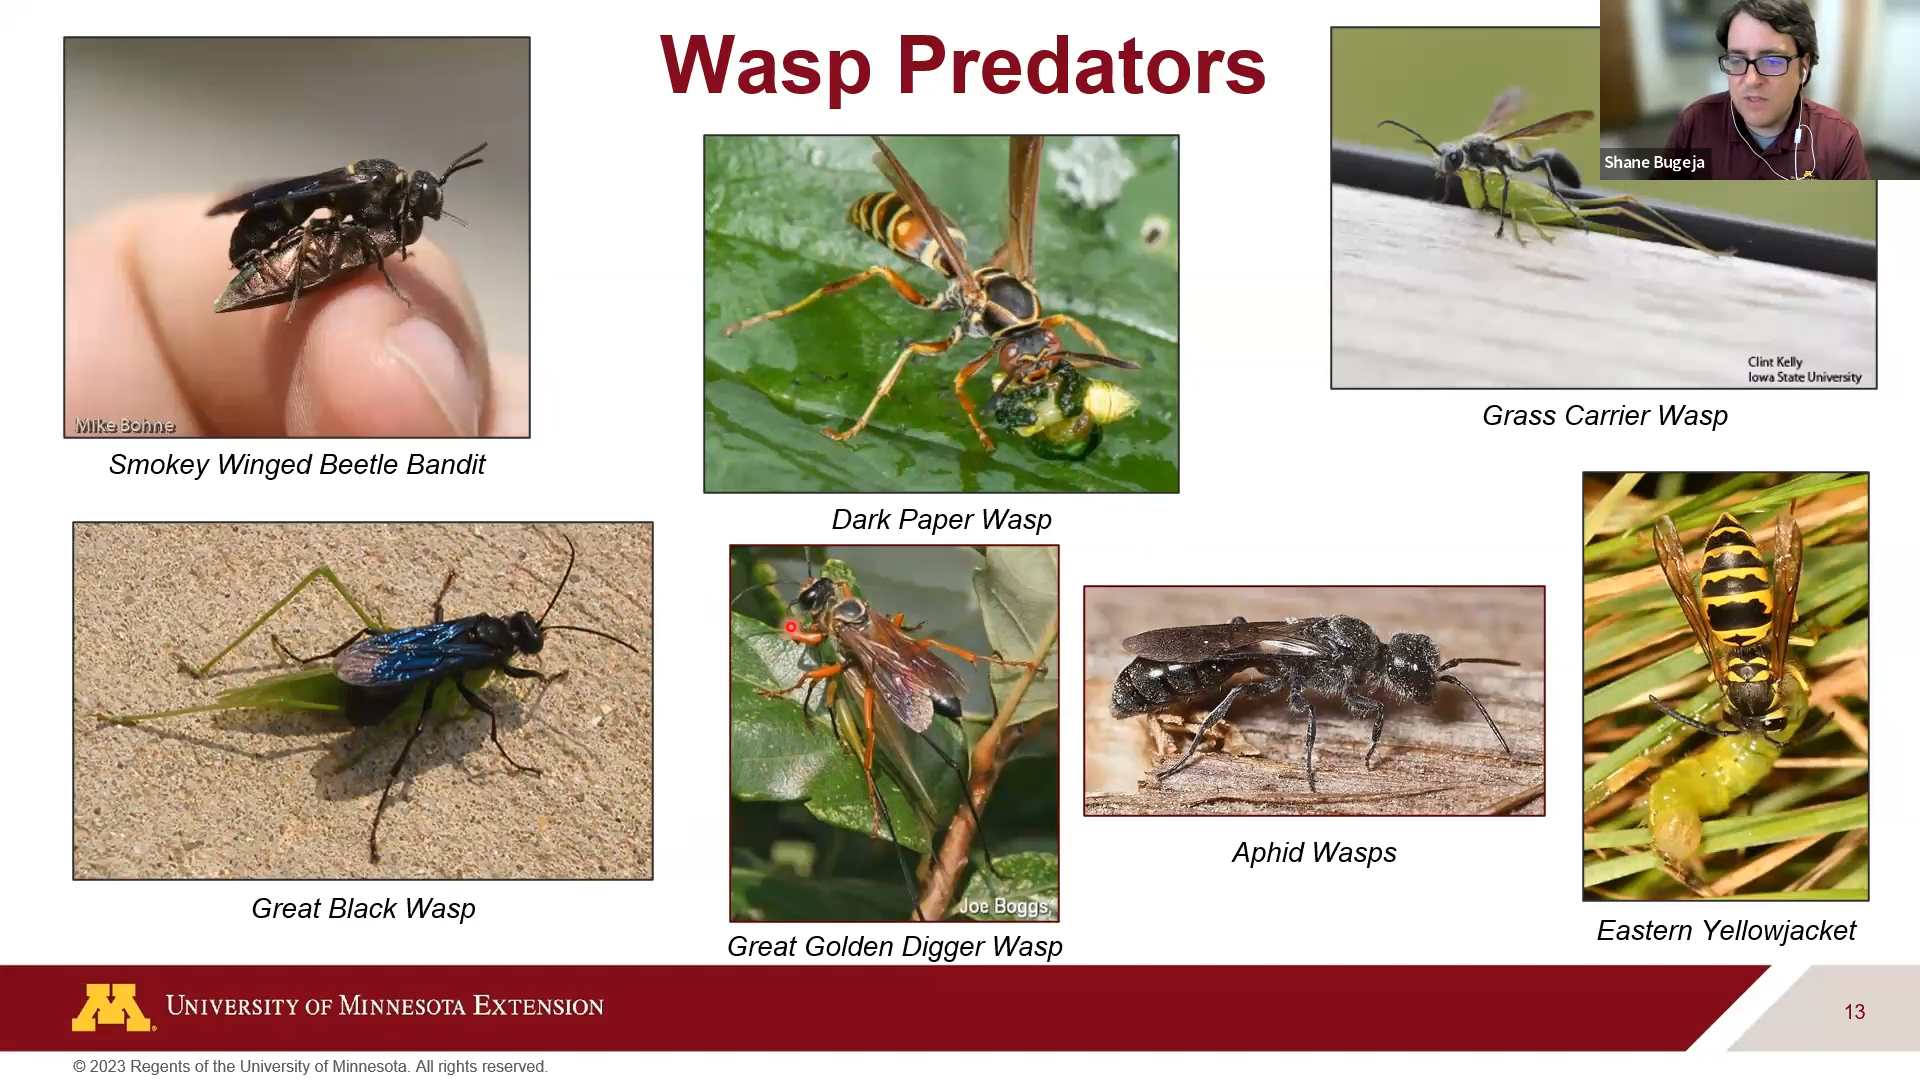 Wasp Predators
Shane Bugeja
Mike Bohne
Smokey Winged Beetle Bandit
Dark Paper Wasp
Clint Kelly
Iowa State University
Grass Carrier Wasp
Great Black Wasp
Joe Boggs
Great Golden Digger Wasp
Aphid Wasps
Eastern Yellowjacket
M
UNIVERSITY OF MINNESOTA EXTENSION
13
© 2023 Regents of the University of Minnesota. All rights reserved.